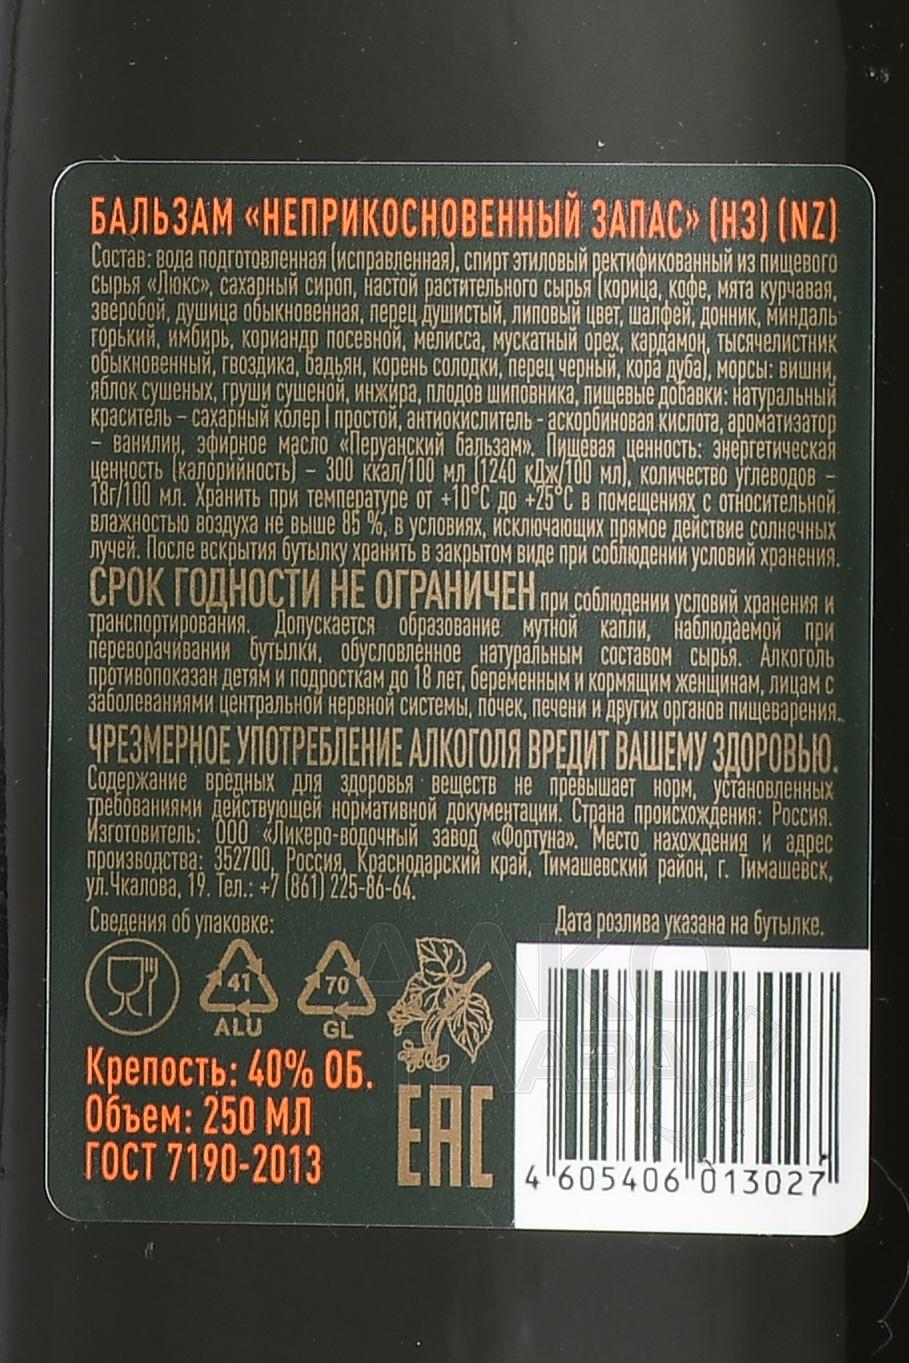 БАЛЬЗАМ «НЕПРИКОСНОВЕННЫЙ ЗАПАС» (НЗ) (NZ)
Состав: вода подготовленная (исправленная), спирт этиловый ректификованный из пищевого
сырья «Люкс», сахарный сироп, настой растительного сырья (корица, кофе, мята курчавая,
зверобой, душица обыкновенная, перец душистый, липовый цвет, шалфей, донник, миндаль
горький, имбирь, кориандр посевной, мелисса, мускатный орех, кардамон, тысячелистник
обыкновенный, гвоздика, бадьян, корень солодки, перец черный, кора дуба), морсы: вишни,
яблок сушеных, груши сушеной, инжира, плодов шиповника, пищевые добавки: натуральный
краситель – сахарный колер I простой, антиокислитель - аскорбиновая кислота, ароматизатор
– ванилин, эфирное масло «Перуанский бальзам». Пищевая ценность: энергетическая
ценность (калорийность) – 300 ккал/100 мл (1240 кДж/100 мл), количество углеводов –
18г/100 мл. Хранить при температуре от +10°С до +25°С в помещениях с относительной
влажностью воздуха не выше 85 %, в условиях, исключающих прямое действие солнечных
лучей. После вскрытия бутылку хранить в закрытом виде при соблюдении условий хранения.
СРОК ГОДНОСТИ НЕ ОГРАНИЧЕН при соблюдении условий хранения и
транспортирования. Допускается образование мутной капли, наблюдаемой при
переворачивании бутылки, обусловленное натуральным составом сырья. Алкоголь
противопоказан детям и подросткам до 18 лет, беременным и кормящим женщинам, лицам с
заболеваниями центральной нервной системы, почек, печени и других органов пищеварения.
ЧРЕЗМЕРНОЕ УПОТРЕБЛЕНИЕ АЛКОГОЛЯ ВРЕДИТ ВАШЕМУ ЗДОРОВЬЮ.
Содержание вредных для здоровья веществ не превышает норм, установленных
требованиями действующей нормативной документации. Страна происхождения: Россия.
Изготовитель: ООО «Ликеро-водочный завод «Фортуна». Место нахождения и адрес
производства: 352700, Россия, Краснодарский край, Тимашевский район, г. Тимашевск,
ул.Чкалова, 19. Тел.: +7 (861) 225-86-64.
Сведения об упаковке:
Дата розлива указана на бутылке.
41
ALU
70
GL
Крепость: 40% ОБ.
Объем: 250 МЛ
ГОСТ 7190-2013
ЕАС
4 605406 013027
АЛКО
СЛАВА.ru